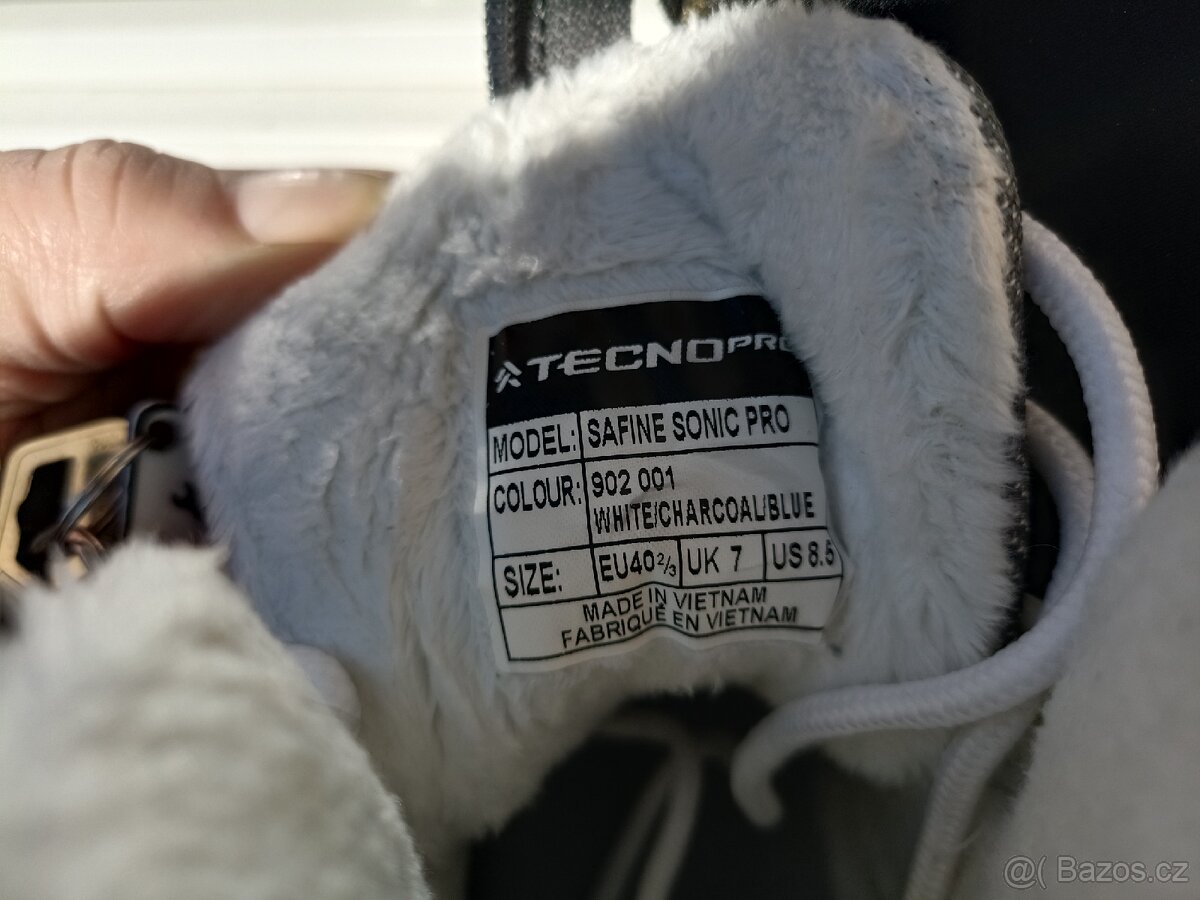 TECNOPRO
MODEL: SAFINE SONIC PRO
COLOUR: 902 001
WHITE/CHARCOAL/BLUE
SIZE: EU40 2/3 UK 7 US 8.5
MADE IN VIETNAM
FABRIQUÉ EN VIETNAM
@( Bazos.cz